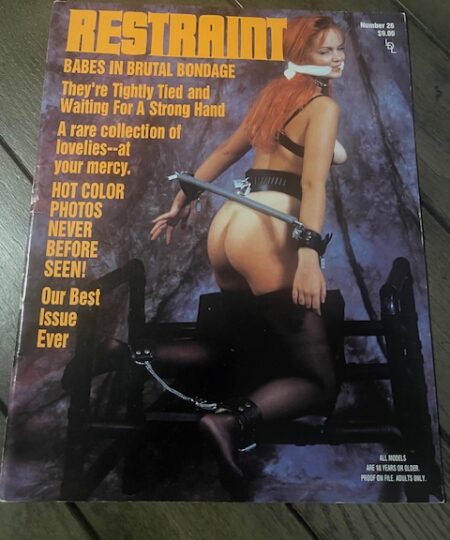 RESTRAINT
Number 26
$9.00
LDL
BABES IN BRUTAL BONDAGE
They're Tightly Tied and
Waiting For A Strong Hand
A rare collection of
lovelies--at
your mercy.
HOT COLOR
PHOTOS
NEVER
BEFORE
SEEN!
Our Best
Issue
Ever
ALL MODELS
ARE 18 YEARS OR OLDER.
PROOF ON FILE. ADULTS ONLY.